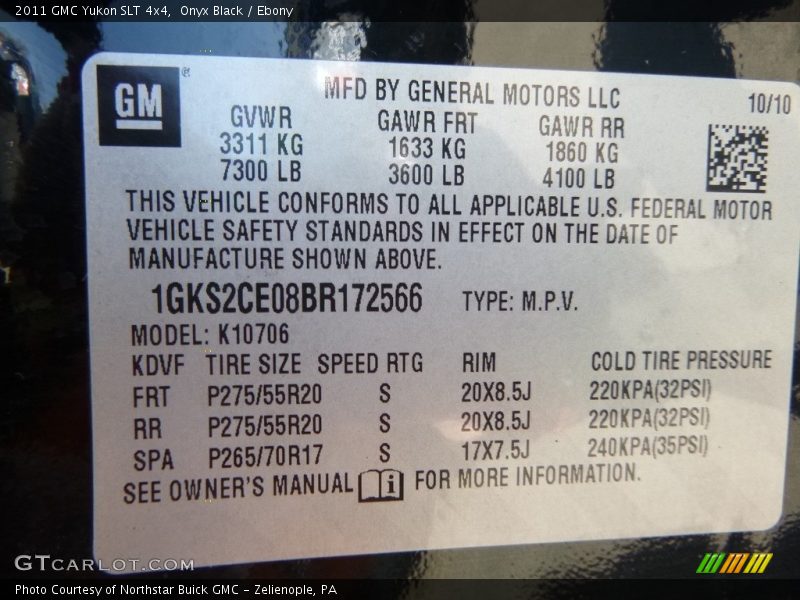 2011 GMC Yukon SLT 4x4, Onyx Black / Ebony
GM ®
MFD BY GENERAL MOTORS LLC 10/10
GVWR GAWR FRT GAWR RR
3311 KG 1633 KG 1860 KG
7300 LB 3600 LB 4100 LB
THIS VEHICLE CONFORMS TO ALL APPLICABLE U.S. FEDERAL MOTOR
VEHICLE SAFETY STANDARDS IN EFFECT ON THE DATE OF
MANUFACTURE SHOWN ABOVE.
1GKS2CE08BR172566 TYPE: M.P.V.
MODEL: K10706
KDVF TIRE SIZE SPEED RTG RIM COLD TIRE PRESSURE
FRT P275/55R20 S 20X8.5J 220KPA(32PSI)
RR P275/55R20 S 20X8.5J 220KPA(32PSI)
SPA P265/70R17 S 17X7.5J 240KPA(35PSI)
SEE OWNER'S MANUAL i FOR MORE INFORMATION.
GTCARLOT.COM
Photo Courtesy of Northstar Buick GMC - Zelienople, PA